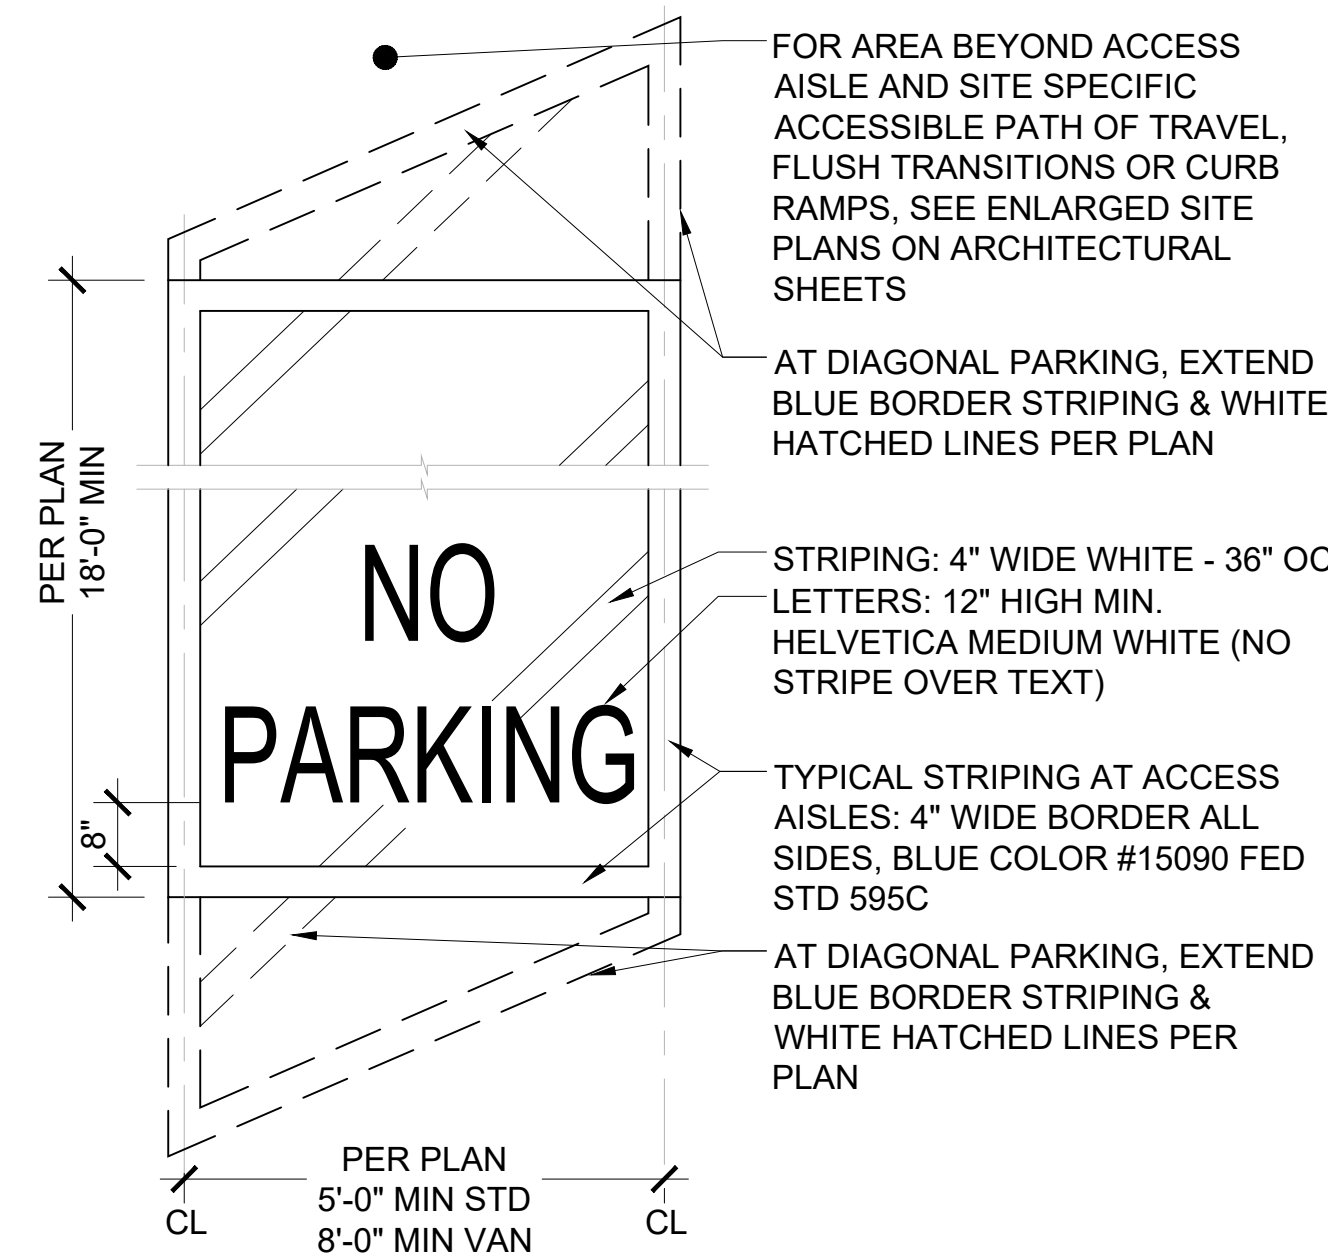 FOR AREA BEYOND ACCESS
AISLE AND SITE SPECIFIC
ACCESSIBLE PATH OF TRAVEL,
FLUSH TRANSITIONS OR CURB
RAMPS, SEE ENLARGED SITE
PLANS ON ARCHITECTURAL
SHEETS
AT DIAGONAL PARKING, EXTEND
BLUE BORDER STRIPING & WHITE
HATCHED LINES PER PLAN
PER PLAN
18'-0" MIN
NO
PARKING
STRIPING: 4" WIDE WHITE - 36" OC
LETTERS: 12" HIGH MIN.
HELVETICA MEDIUM WHITE (NO
STRIPE OVER TEXT)
8"
TYPICAL STRIPING AT ACCESS
AISLES: 4" WIDE BORDER ALL
SIDES, BLUE COLOR #15090 FED
STD 595C
AT DIAGONAL PARKING, EXTEND
BLUE BORDER STRIPING &
WHITE HATCHED LINES PER
PLAN
PER PLAN
5'-0" MIN STD
8'-0" MIN VAN
CL
CL